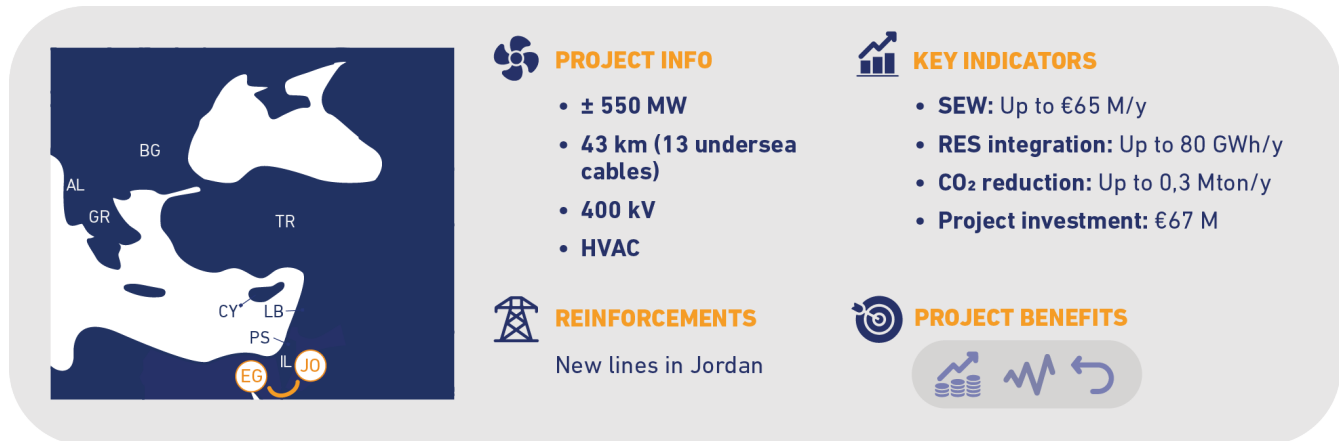 BG
AL
GR
TR
CY
LB
PS
IL
JO
EG
PROJECT INFO
• ± 550 MW
• 43 km (13 undersea
cables)
• 400 kV
• HVAC
REINFORCEMENTS
New lines in Jordan
KEY INDICATORS
• SEW: Up to €65 M/y
• RES integration: Up to 80 GWh/y
• CO₂ reduction: Up to 0,3 Mton/y
• Project investment: €67 M
PROJECT BENEFITS